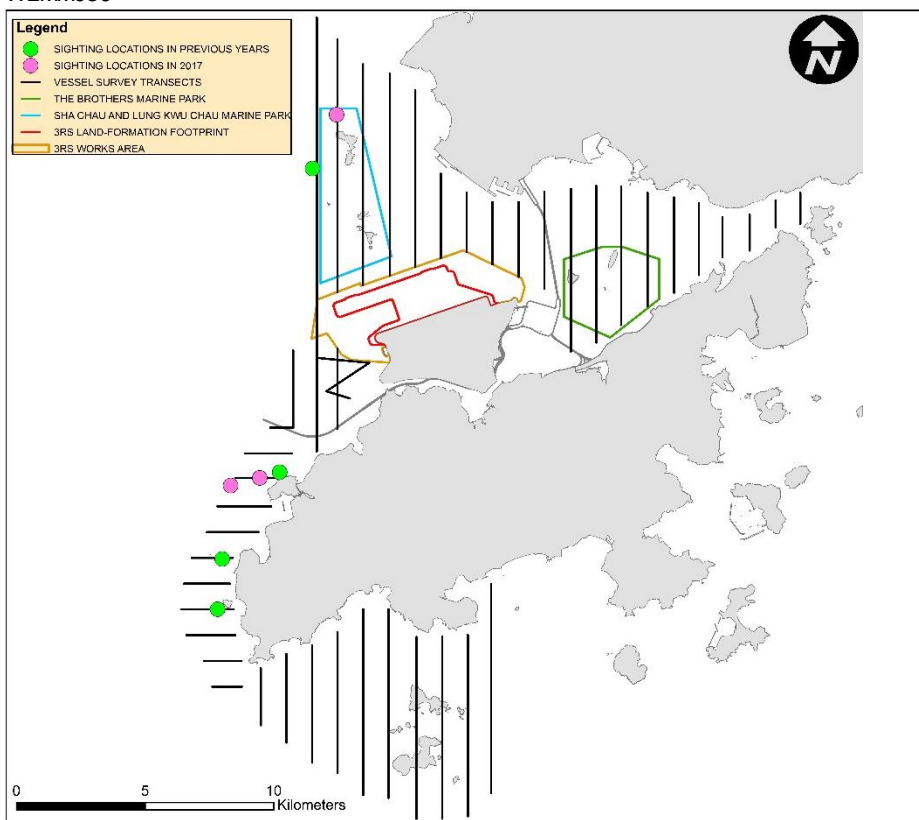 Legend
SIGHTING LOCATIONS IN PREVIOUS YEARS
SIGHTING LOCATIONS IN 2017
VESSEL SURVEY TRANSECTS
THE BROTHERS MARINE PARK
SHA CHAU AND LUNG KWU CHAU MARINE PARK
3RS LAND-FORMATION FOOTPRINT
3RS WORKS AREA
N
0 5 10
Kilometers